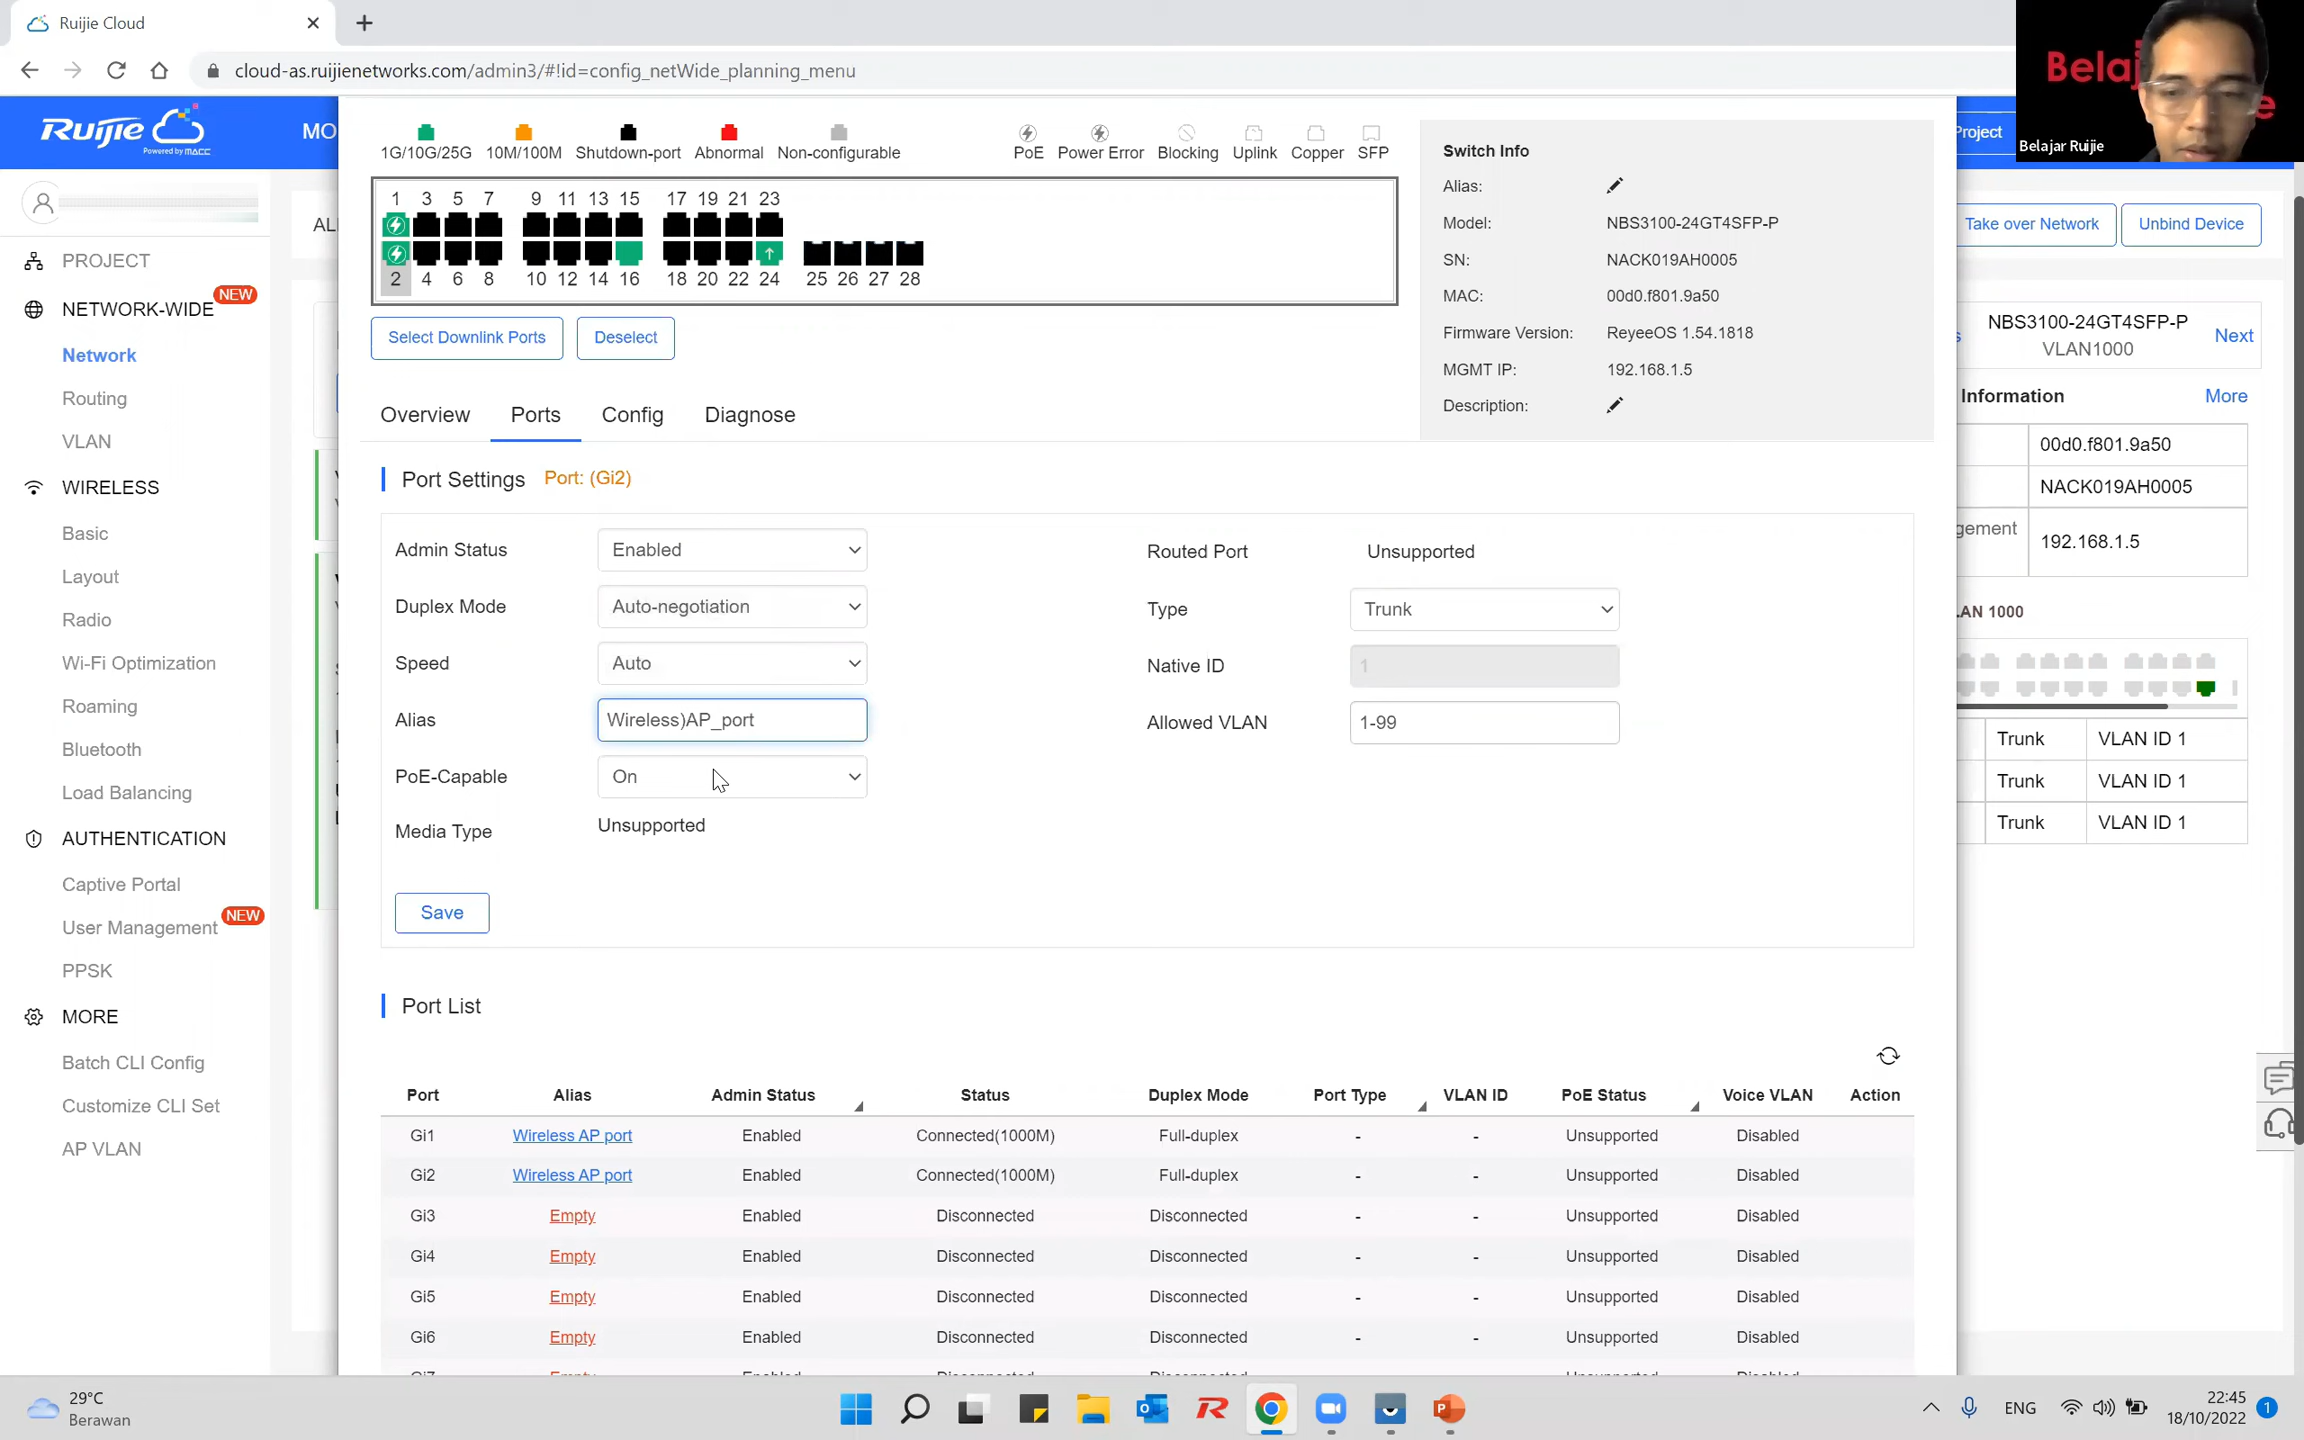 Ruijie Cloud
cloud-as.ruijienetworks.com/admin3/#!id=config_netWide_planning_menu
Belajar Ruijie
Ruijie
Powered by MACC
MO
Project
1G/10G/25G 10M/100M Shutdown-port Abnormal Non-configurable
PoE Power Error Blocking Uplink Copper SFP
1 3 5 7 9 11 13 15 17 19 21 23
2 4 6 8 10 12 14 16 18 20 22 24 25 26 27 28
Select Downlink Ports Deselect
Switch Info
Alias:
Model: NBS3100-24GT4SFP-P
SN: NACK019AH0005
MAC: 00d0.f801.9a50
Firmware Version: ReyeeOS 1.54.1818
MGMT IP: 192.168.1.5
Description:
Take over Network Unbind Device
NBS3100-24GT4SFP-P
VLAN1000
Next
Information More
00d0.f801.9a50
NACK019AH0005
gement 192.168.1.5
AN 1000
Trunk VLAN ID 1
Trunk VLAN ID 1
Trunk VLAN ID 1
PROJECT
NETWORK-WIDE NEW
Network
Routing
VLAN
WIRELESS
Basic
Layout
Radio
Wi-Fi Optimization
Roaming
Bluetooth
Load Balancing
AUTHENTICATION
Captive Portal
User Management NEW
PPSK
MORE
Batch CLI Config
Customize CLI Set
AP VLAN
Overview Ports Config Diagnose
Port Settings Port: (Gi2)
Admin Status Enabled
Duplex Mode Auto-negotiation
Speed Auto
Alias Wireless)AP_port
PoE-Capable On
Media Type Unsupported
Routed Port Unsupported
Type Trunk
Native ID 1
Allowed VLAN 1-99
Save
Port List
Port Alias Admin Status Status Duplex Mode Port Type VLAN ID PoE Status Voice VLAN Action
Gi1 Wireless AP port Enabled Connected(1000M) Full-duplex - - Unsupported Disabled
Gi2 Wireless AP port Enabled Connected(1000M) Full-duplex - - Unsupported Disabled
Gi3 Empty Enabled Disconnected Disconnected - - Unsupported Disabled
Gi4 Empty Enabled Disconnected Disconnected - - Unsupported Disabled
Gi5 Empty Enabled Disconnected Disconnected - - Unsupported Disabled
Gi6 Empty Enabled Disconnected Disconnected - - Unsupported Disabled
29°C
Berawan
ENG
22:45
18/10/2022
1